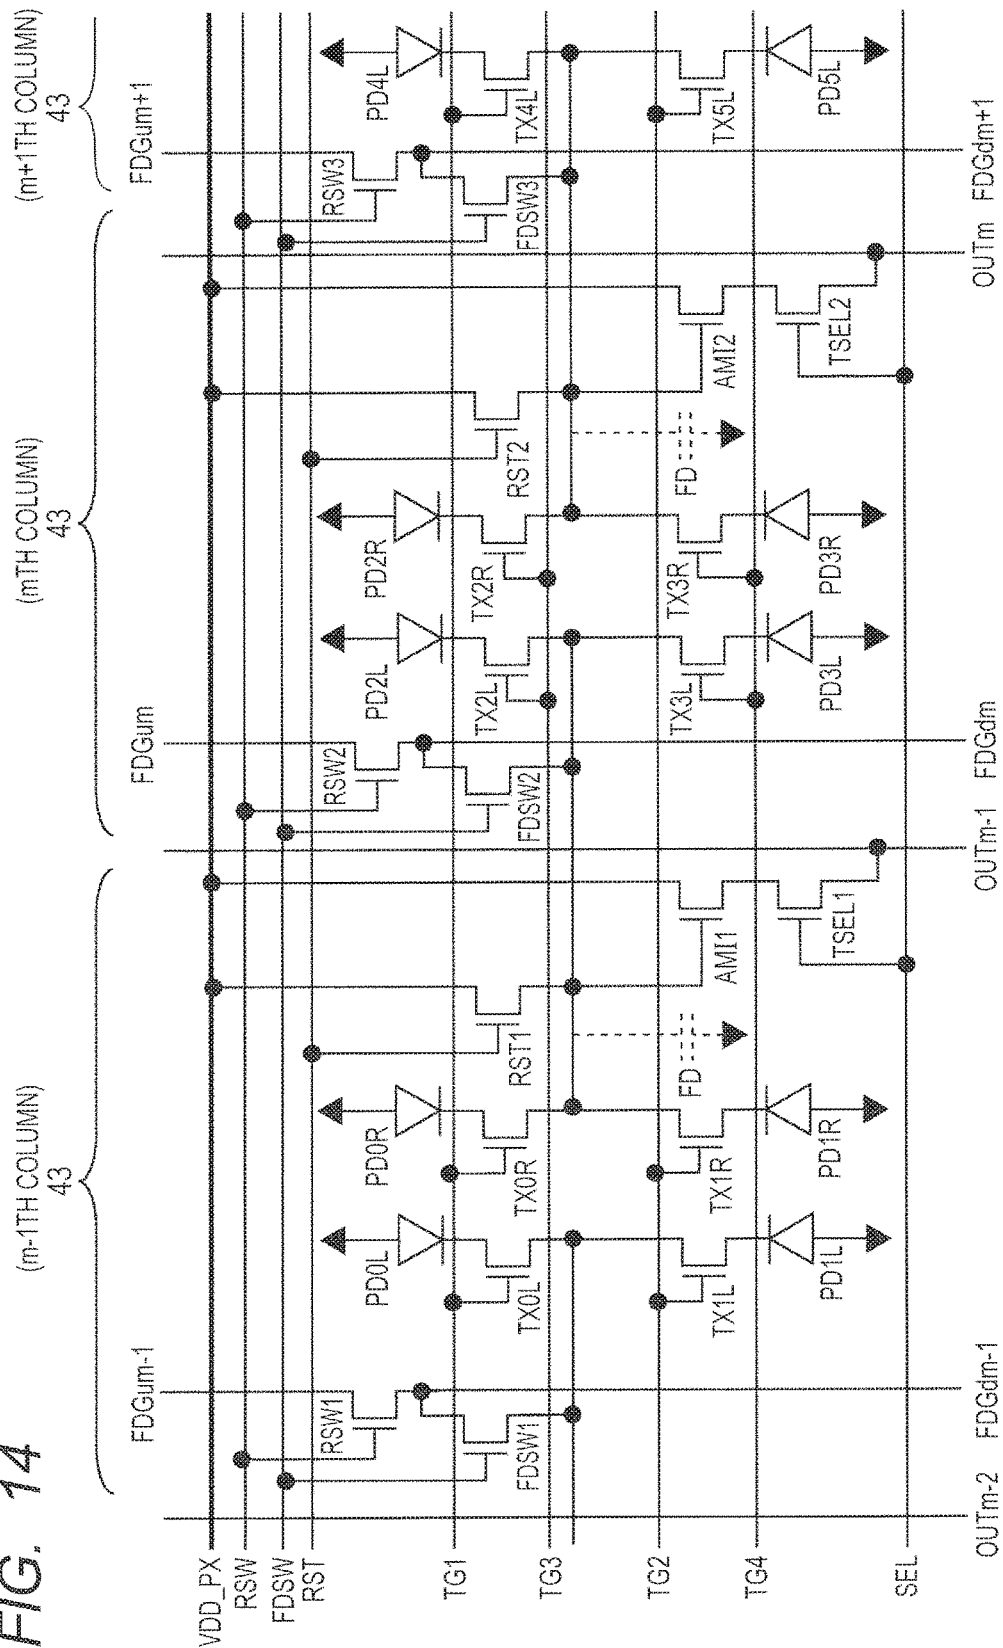 FIG. 14
(m-1TH COLUMN)
43
(mTH COLUMN)
43
(m+1TH COLUMN)
43
FDGum-1
FDGum
FDGum+1
VDD_PX
RSW
FDSW
RST
TG1
TG3
TG2
TG4
SEL
RSW1
FDSW1
PD0L
TX0L
TX1L
PD1L
PD0R
TX0R
TX1R
PD1R
RST1
FD
AMI1
TSEL1
RSW2
FDSW2
PD2L
TX2L
TX3L
PD3L
PD2R
TX2R
TX3R
PD3R
RST2
FD
AMI2
TSEL2
RSW3
FDSW3
PD4L
TX4L
TX5L
PD5L
OUTm-2
FDGdm-1
OUTm-1
FDGdm
OUTm
FDGdm+1